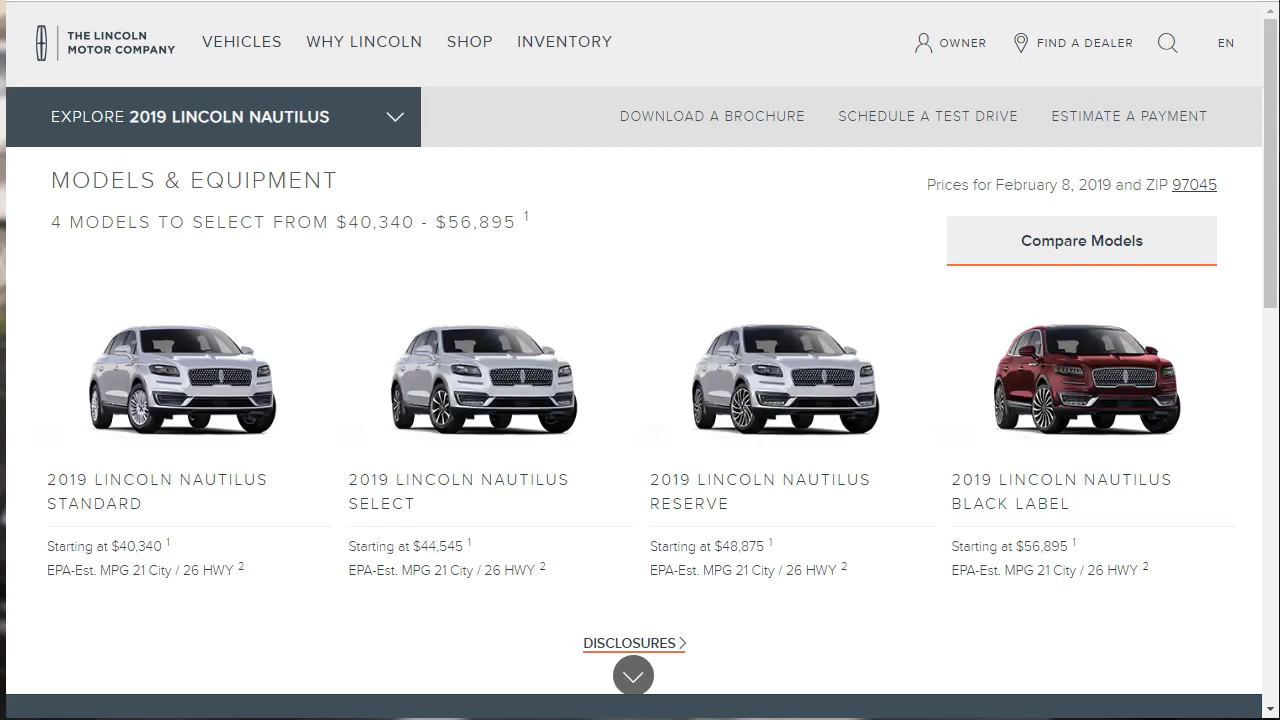 THE LINCOLN
MOTOR COMPANY
VEHICLES WHY LINCOLN SHOP INVENTORY
OWNER FIND A DEALER EN
EXPLORE 2019 LINCOLN NAUTILUS
DOWNLOAD A BROCHURE SCHEDULE A TEST DRIVE ESTIMATE A PAYMENT
MODELS & EQUIPMENT
Prices for February 8, 2019 and ZIP 97045
4 MODELS TO SELECT FROM $40,340 - $56,895 1
Compare Models
2019 LINCOLN NAUTILUS
STANDARD
Starting at $40,340 1
EPA-Est. MPG 21 City / 26 HWY 2
2019 LINCOLN NAUTILUS
SELECT
Starting at $44,545 1
EPA-Est. MPG 21 City / 26 HWY 2
2019 LINCOLN NAUTILUS
RESERVE
Starting at $48,875 1
EPA-Est. MPG 21 City / 26 HWY 2
2019 LINCOLN NAUTILUS
BLACK LABEL
Starting at $56,895 1
EPA-Est. MPG 21 City / 26 HWY 2
DISCLOSURES